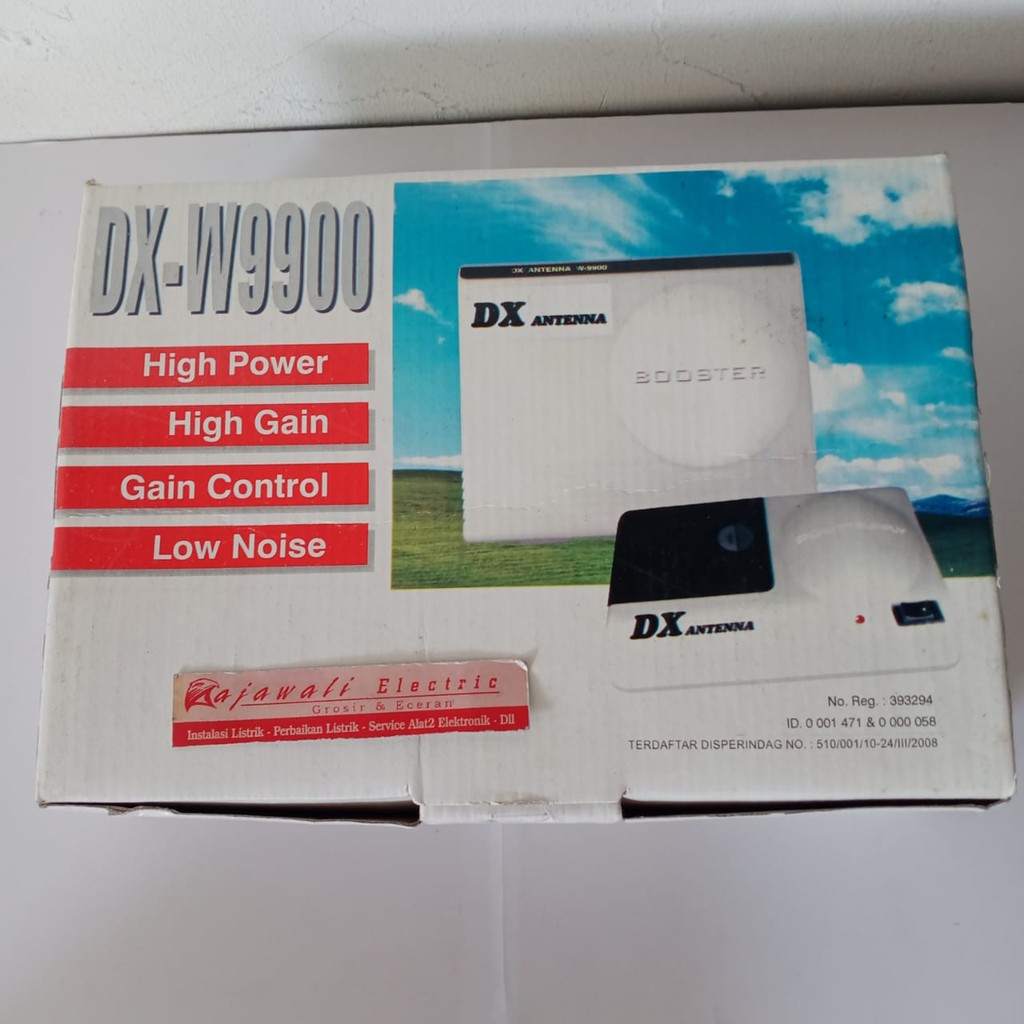 DX-W9900
High Power
High Gain
Gain Control
Low Noise
DX ANTENNA W-9900
DX ANTENNA
BOOSTER
DX ANTENNA
Rajawali Electric
Grosir & Eceran
Instalasi Listrik - Perbaikan Listrik - Service Alat2 Elektronik - Dll
No. Reg. : 393294
ID. 0 001 471 & 0 000 058
TERDAFTAR DISPERINDAG NO. : 510/001/10-24/III/2008